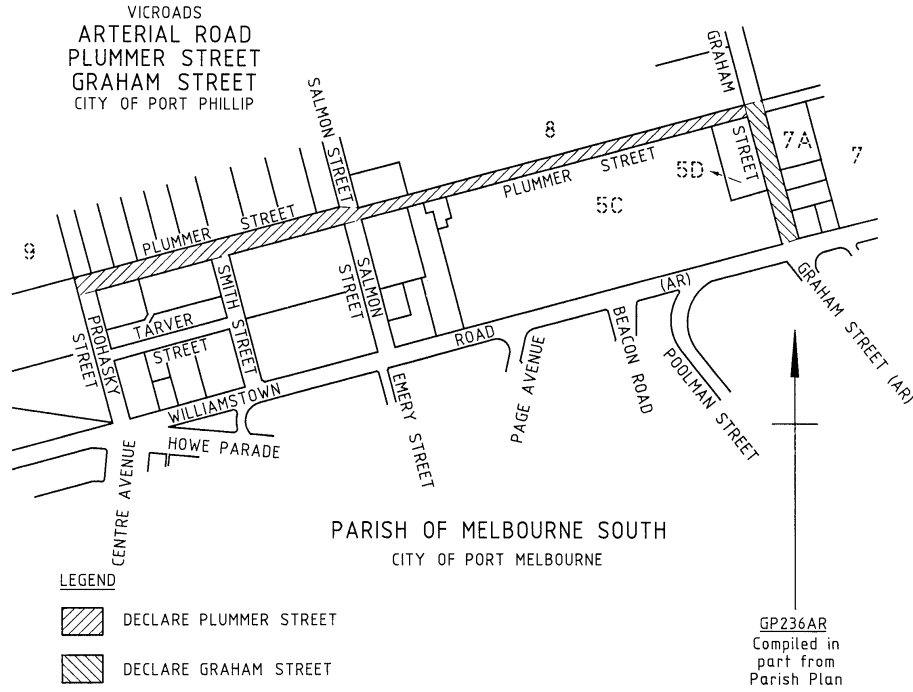 VICROADS
ARTERIAL ROAD
PLUMMER STREET
GRAHAM STREET
CITY OF PORT PHILLIP
GRAHAM
STREET
SALMON STREET
8
7A
7
5D
PLUMMER STREET
5C
9
PLUMMER STREET
SMITH STREET
SALMON STREET
PROHASKY STREET
TARVER STREET
WILLIAMSTOWN
ROAD
(AR)
GRAHAM STREET (AR)
BEACON ROAD
POOLMAN STREET
PAGE AVENUE
EMERY STREET
HOWE PARADE
CENTRE AVENUE
PARISH OF MELBOURNE SOUTH
CITY OF PORT MELBOURNE
LEGEND
DECLARE PLUMMER STREET
DECLARE GRAHAM STREET
GP236AR
Compiled in
part from
Parish Plan